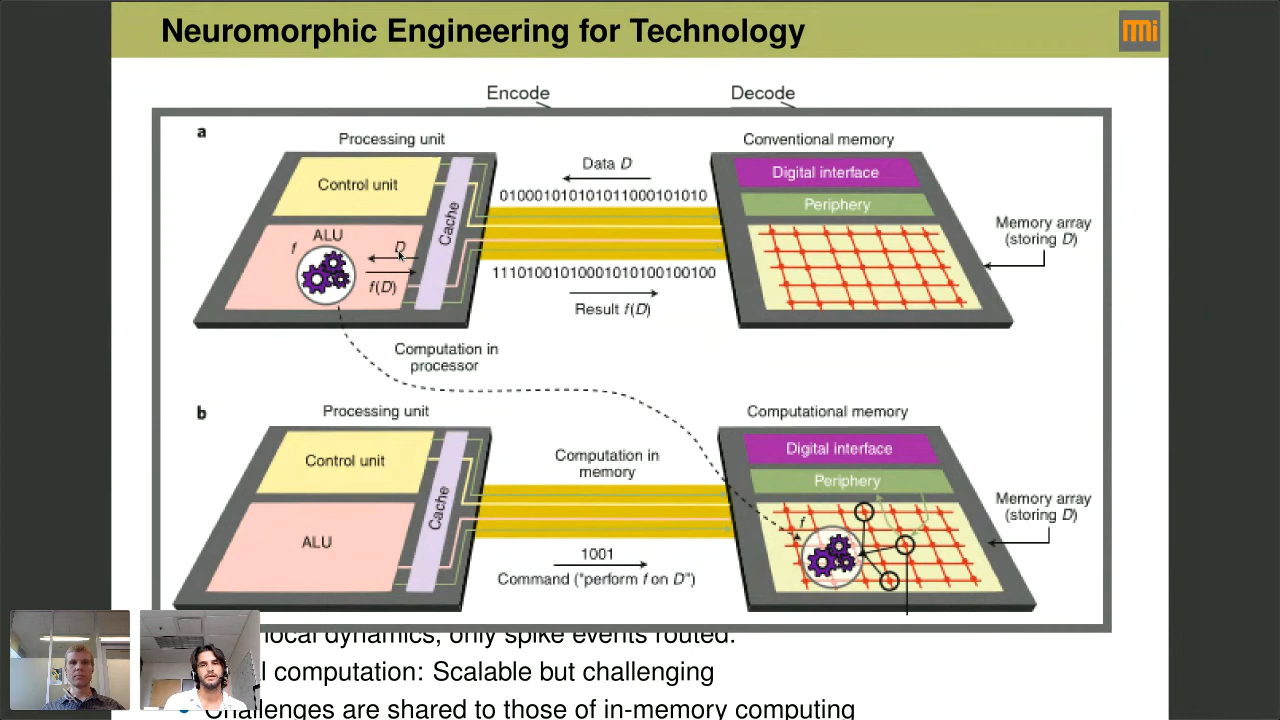 Neuromorphic Engineering for Technology
Encode
Decode
a
Processing unit
Control unit
Cache
ALU
f
D
f(D)
Data D
010001010101011000101010
1110100101000101010100100100
Result f(D)
Conventional memory
Digital interface
Periphery
Memory array
(storing D)
Computation in
processor
b
Processing unit
Control unit
Cache
ALU
Computation in
memory
1001
Command ("perform f on D")
Computational memory
Digital interface
Periphery
f
Memory array
(storing D)
local dynamics, only spike events routed.
computation: Scalable but challenging
Challenges are shared to those of in-memory computing